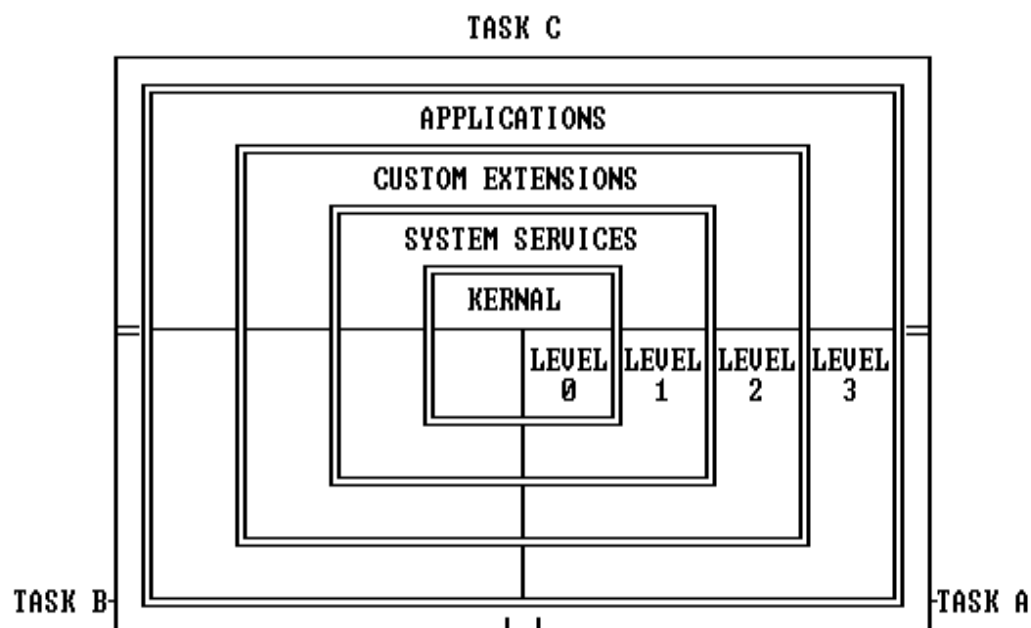 TASK C
APPLICATIONS
CUSTOM EXTENSIONS
SYSTEM SERVICES
KERNAL
LEVEL LEVEL LEVEL LEVEL
0 1 2 3
TASK B TASK A